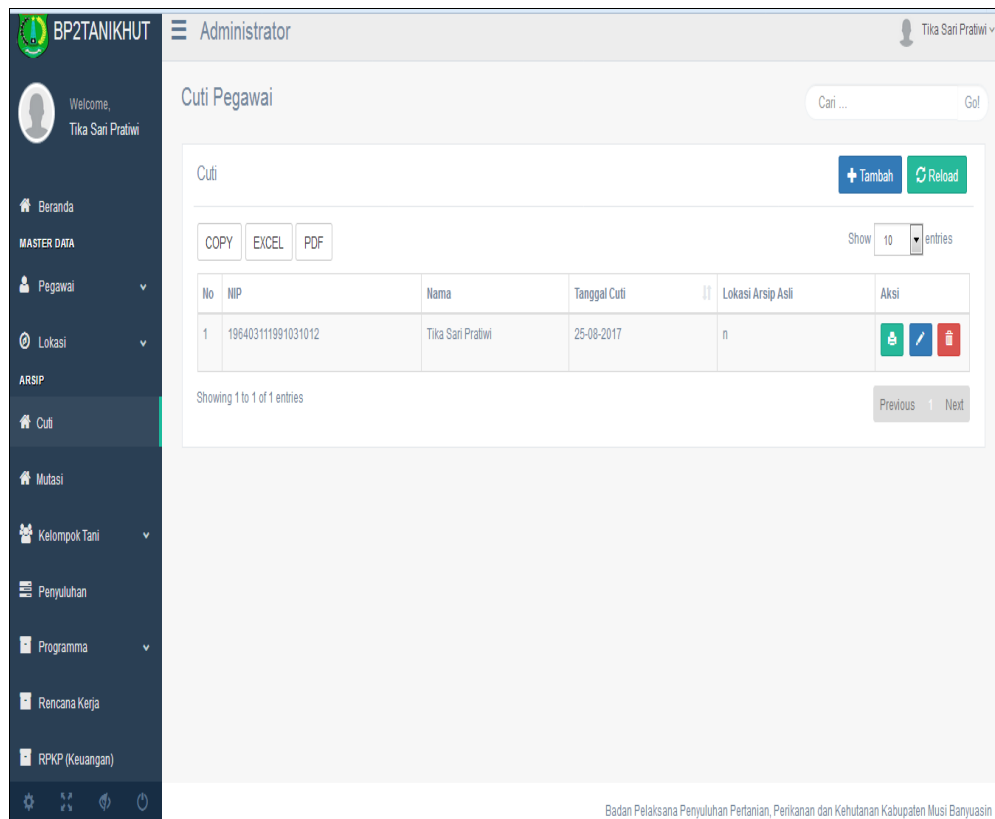 BP2TANIKHUT
Administrator
Tika Sari Pratiwi
Welcome,
Tika Sari Pratiwi
Beranda
MASTER DATA
Pegawai
Lokasi
ARSIP
Cuti
Mutasi
Kelompok Tani
Penyuluhan
Programma
Rencana Kerja
RPKP (Keuangan)
Cuti Pegawai
Cari ... Go!
Cuti
Tambah Reload
COPY EXCEL PDF
Show 10 entries
No NIP Nama Tanggal Cuti Lokasi Arsip Asli Aksi
1 196403111991031012 Tika Sari Pratiwi 25-08-2017 n
Showing 1 to 1 of 1 entries
Previous 1 Next
Badan Pelaksana Penyuluhan Pertanian, Perikanan dan Kehutanan Kabupaten Musi Banyuasin